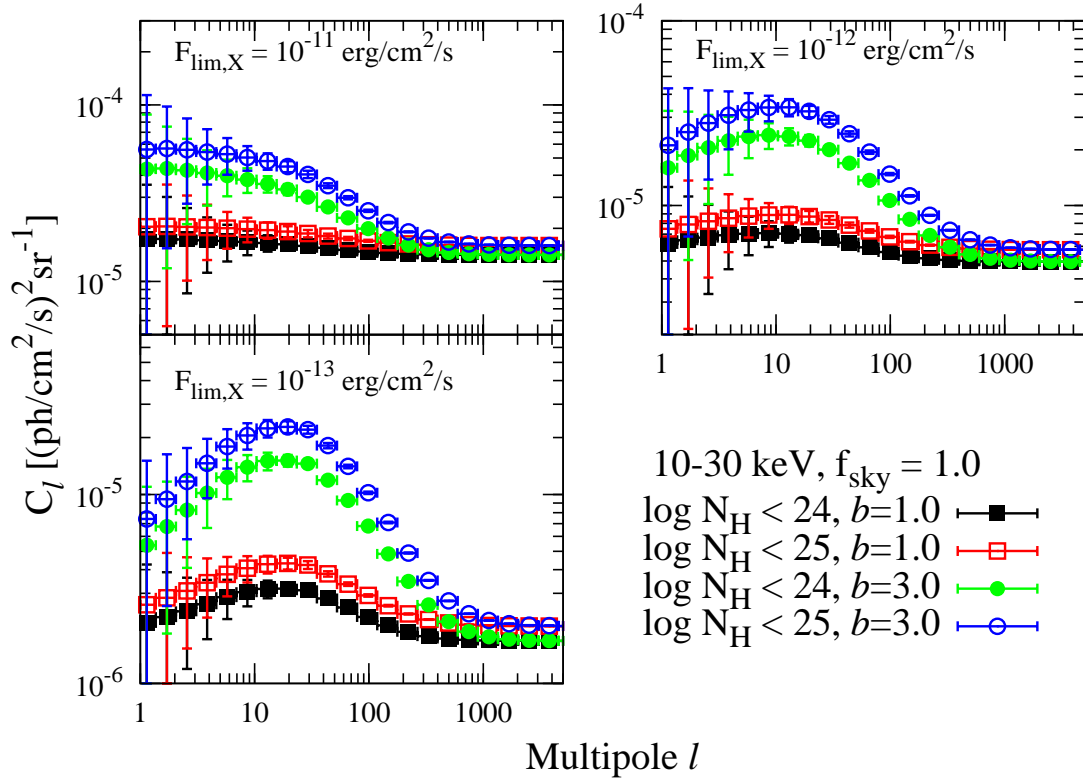 F_lim,X = 10^-11 erg/cm^2/s
10^-4
10^-5
F_lim,X = 10^-12 erg/cm^2/s
10^-4
10^-5
1 10 100 1000
F_lim,X = 10^-13 erg/cm^2/s
10^-5
10^-6
1 10 100 1000
C_l [(ph/cm^2/s)^2 sr^-1]
Multipole l
10-30 keV, f_sky = 1.0
log N_H < 24, b=1.0
log N_H < 25, b=1.0
log N_H < 24, b=3.0
log N_H < 25, b=3.0